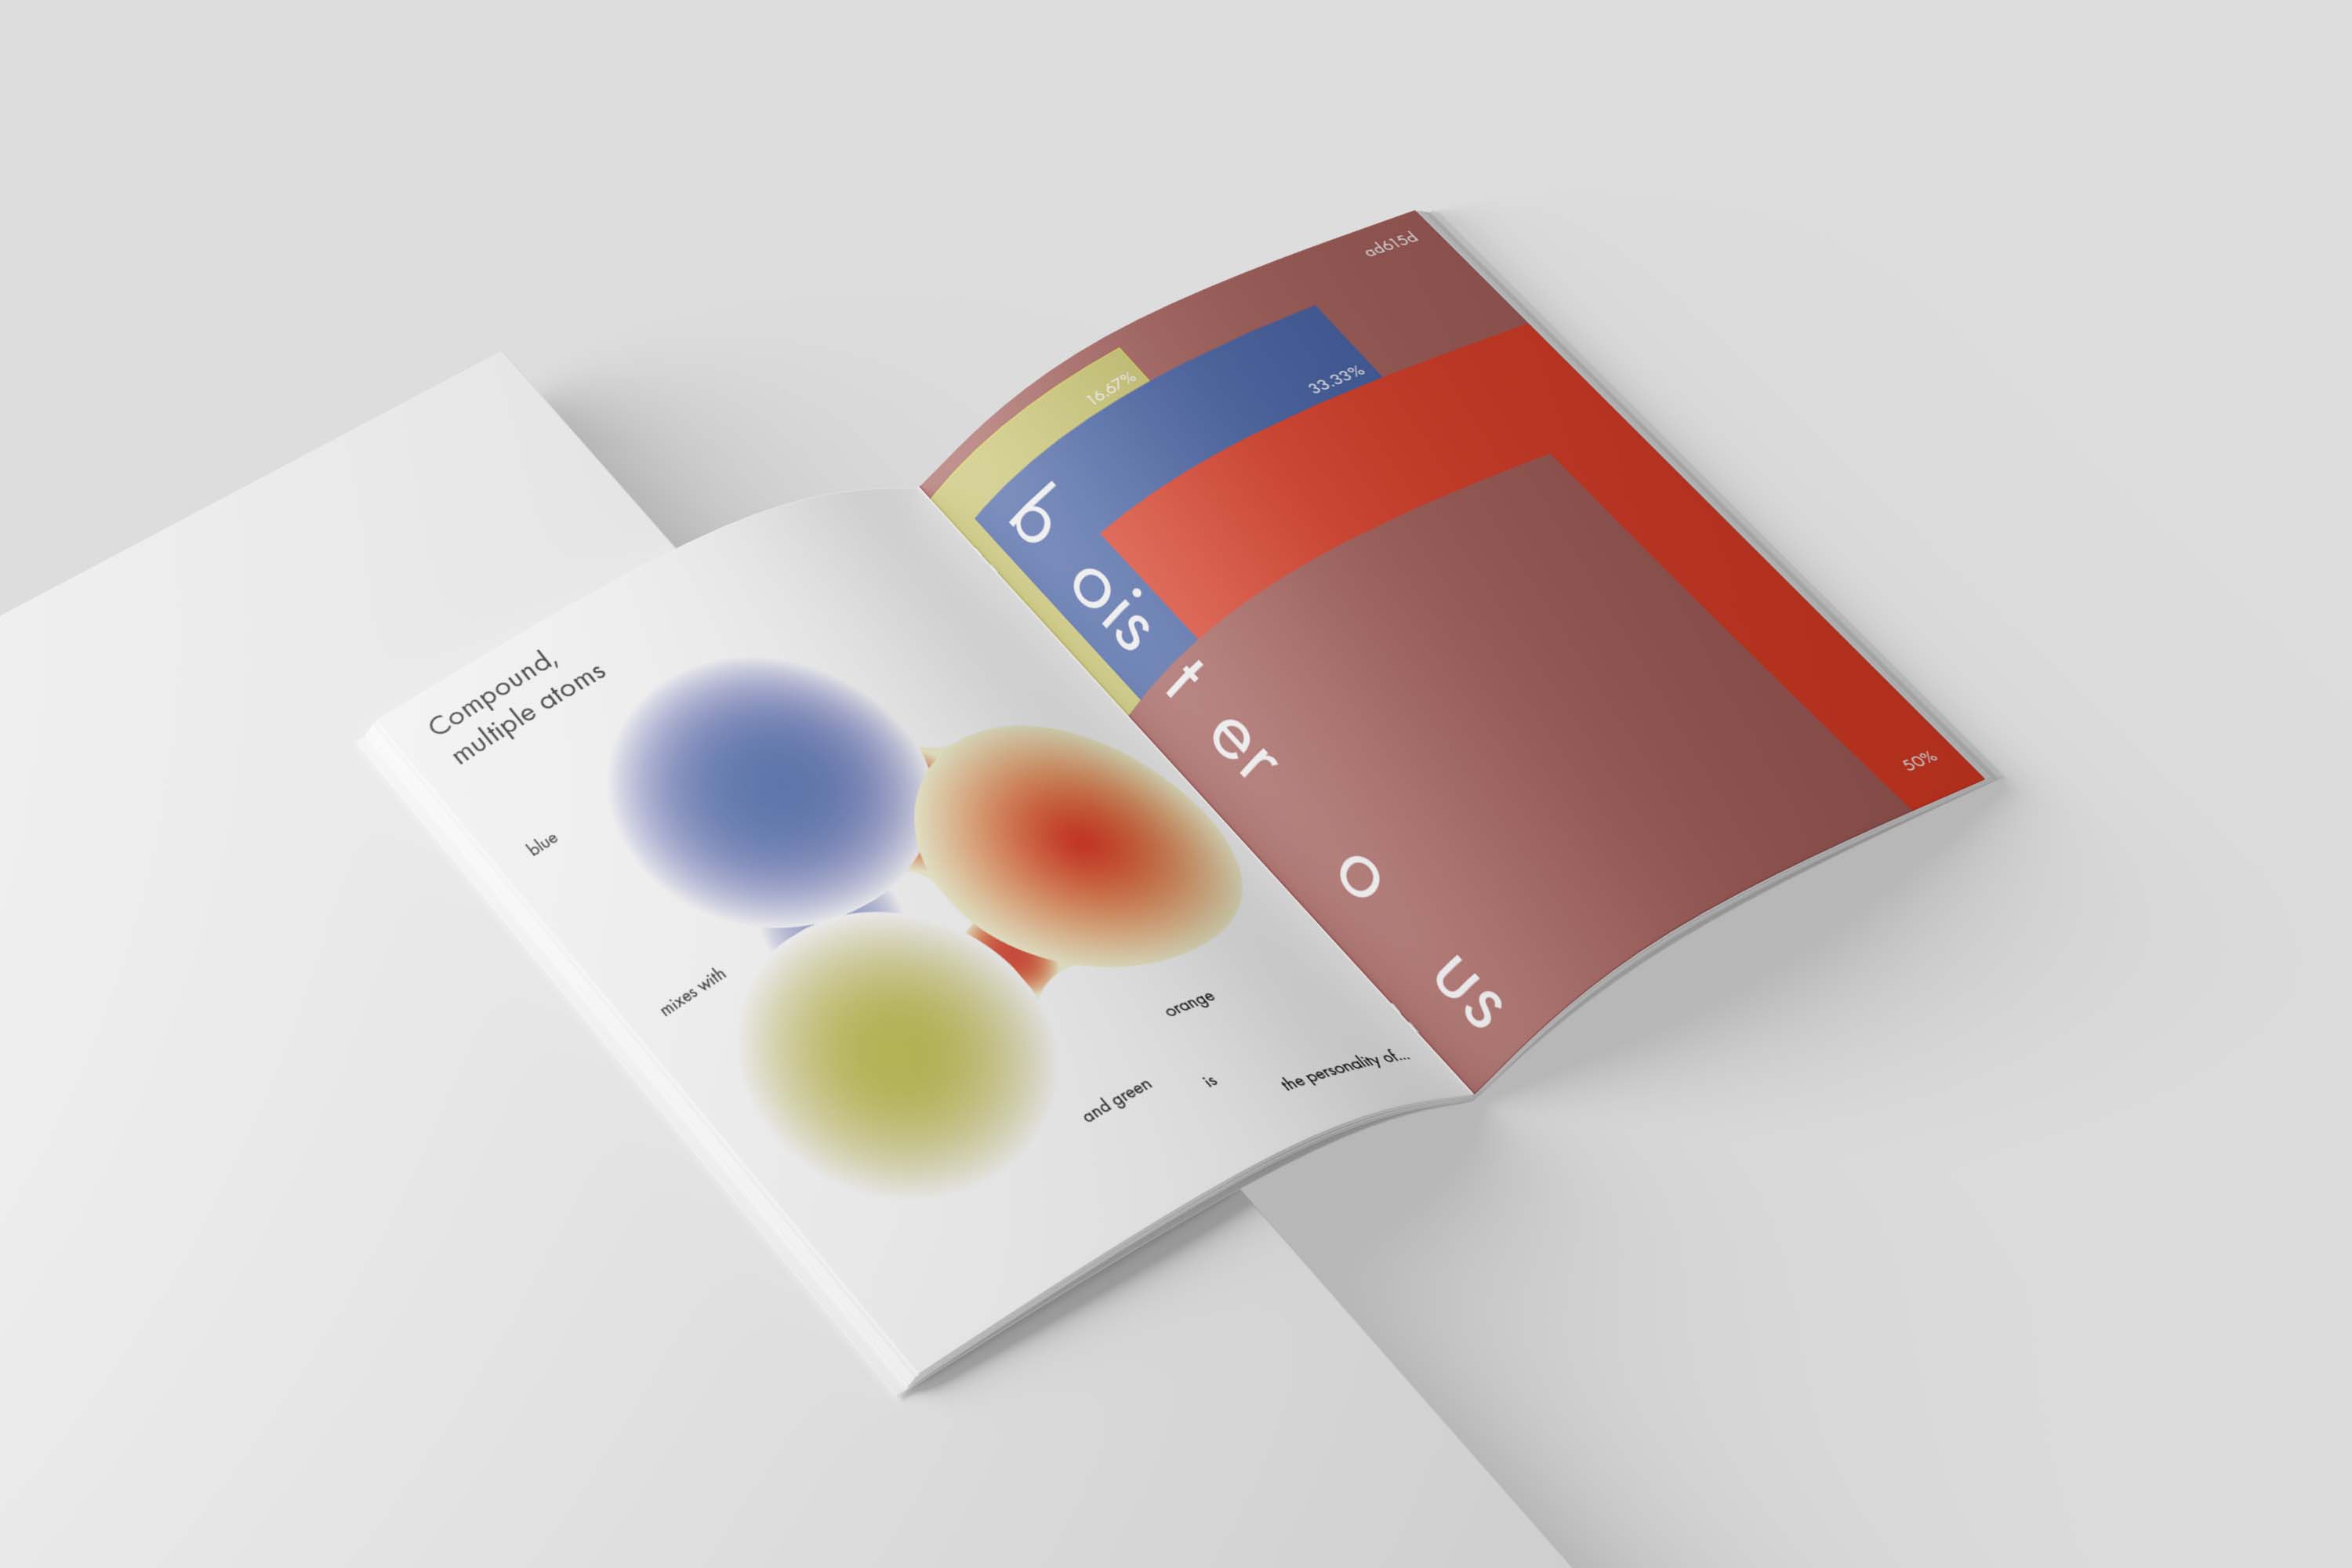 Compound,
multiple atoms
blue
mixes with
orange
and green
is
the personality of...
ad615d
16.67%
33.33%
b ois t er o us
50%